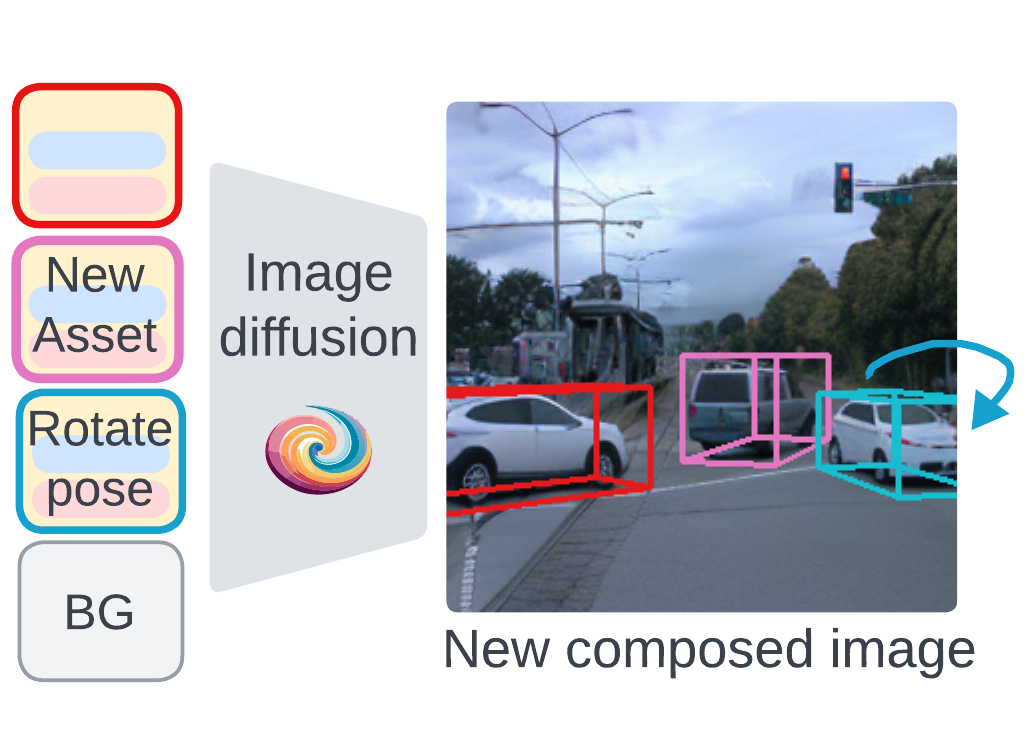 New
Asset
Rotate
pose
BG
Image
diffusion
New composed image